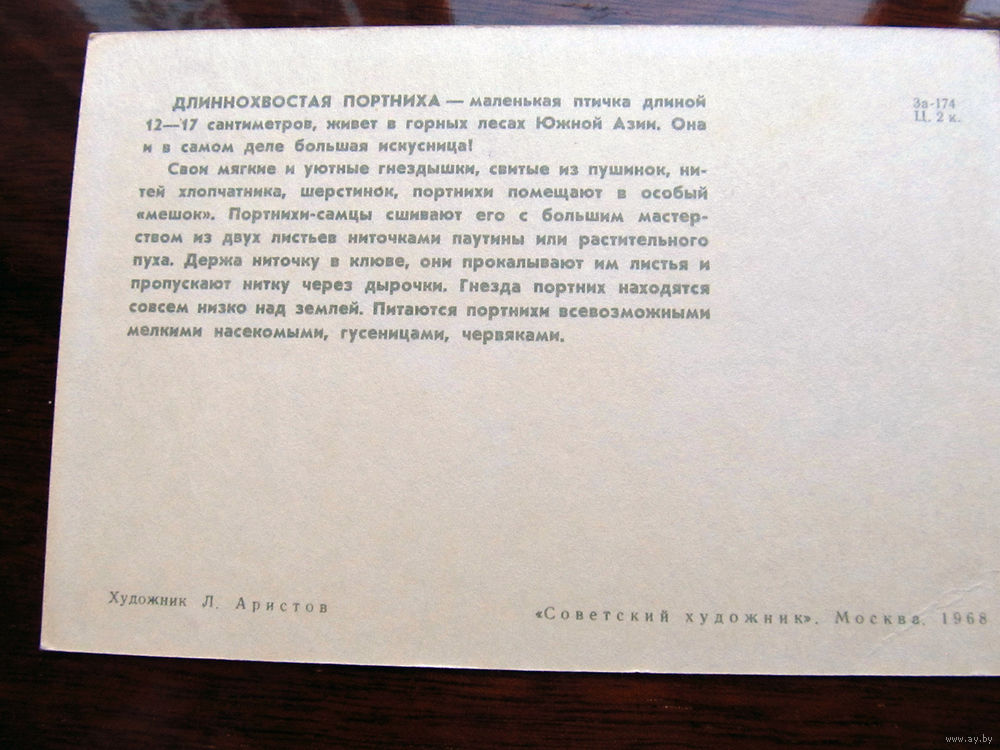 ДЛИННОХВОСТАЯ ПОРТНИХА — маленькая птичка длиной
12—17 сантиметров, живет в горных лесах Южной Азии. Она
и в самом деле большая искусница!
Свои мягкие и уютные гнездышки, свитые из пушинок, ни-
тей хлопчатника, шерстинок, портнихи помещают в особый
«мешок». Портнихи-самцы сшивают его с большим мастер-
ством из двух листьев ниточками паутины или растительного
пуха. Держа ниточку в клюве, они прокалывают им листья и
пропускают нитку через дырочки. Гнезда портних находятся
совсем низко над землей. Питаются портнихи всевозможными
мелкими насекомыми, гусеницами, червяками.
За-174
Ц. 2 к.
Художник Л. Аристов
«Советский художник». Москва. 1968
www.ay.by